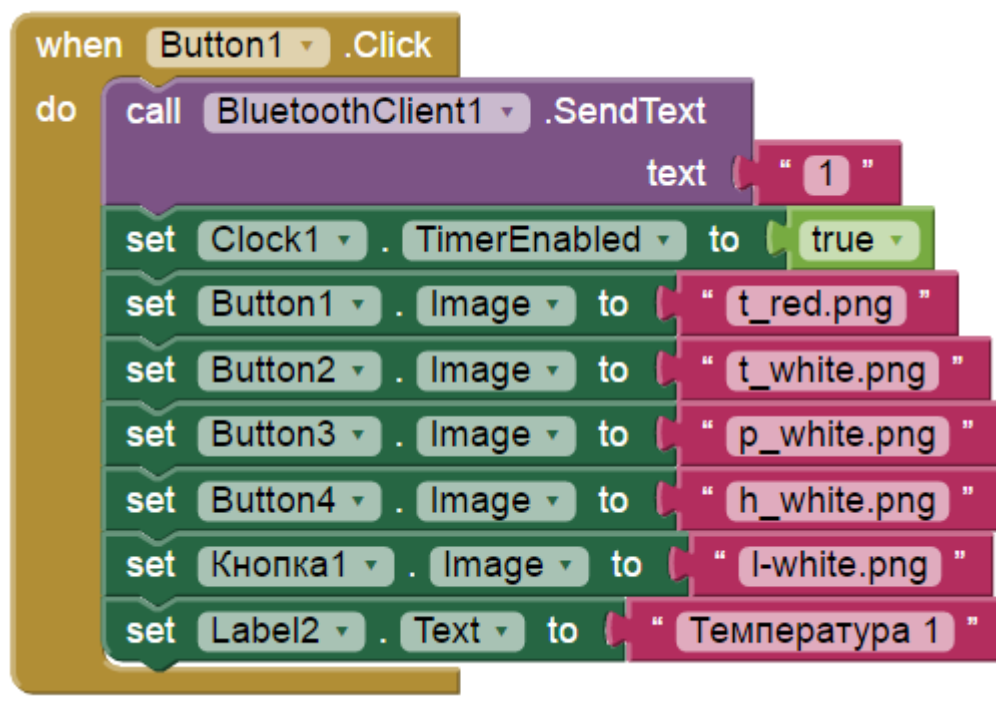 when Button1 .Click
do call BluetoothClient1 .SendText
text “ 1 ”
set Clock1 . TimerEnabled to true
set Button1 . Image to “ t_red.png ”
set Button2 . Image to “ t_white.png ”
set Button3 . Image to “ p_white.png ”
set Button4 . Image to “ h_white.png ”
set Кнопка1 . Image to “ l-white.png ”
set Label2 . Text to “ Температура 1 ”